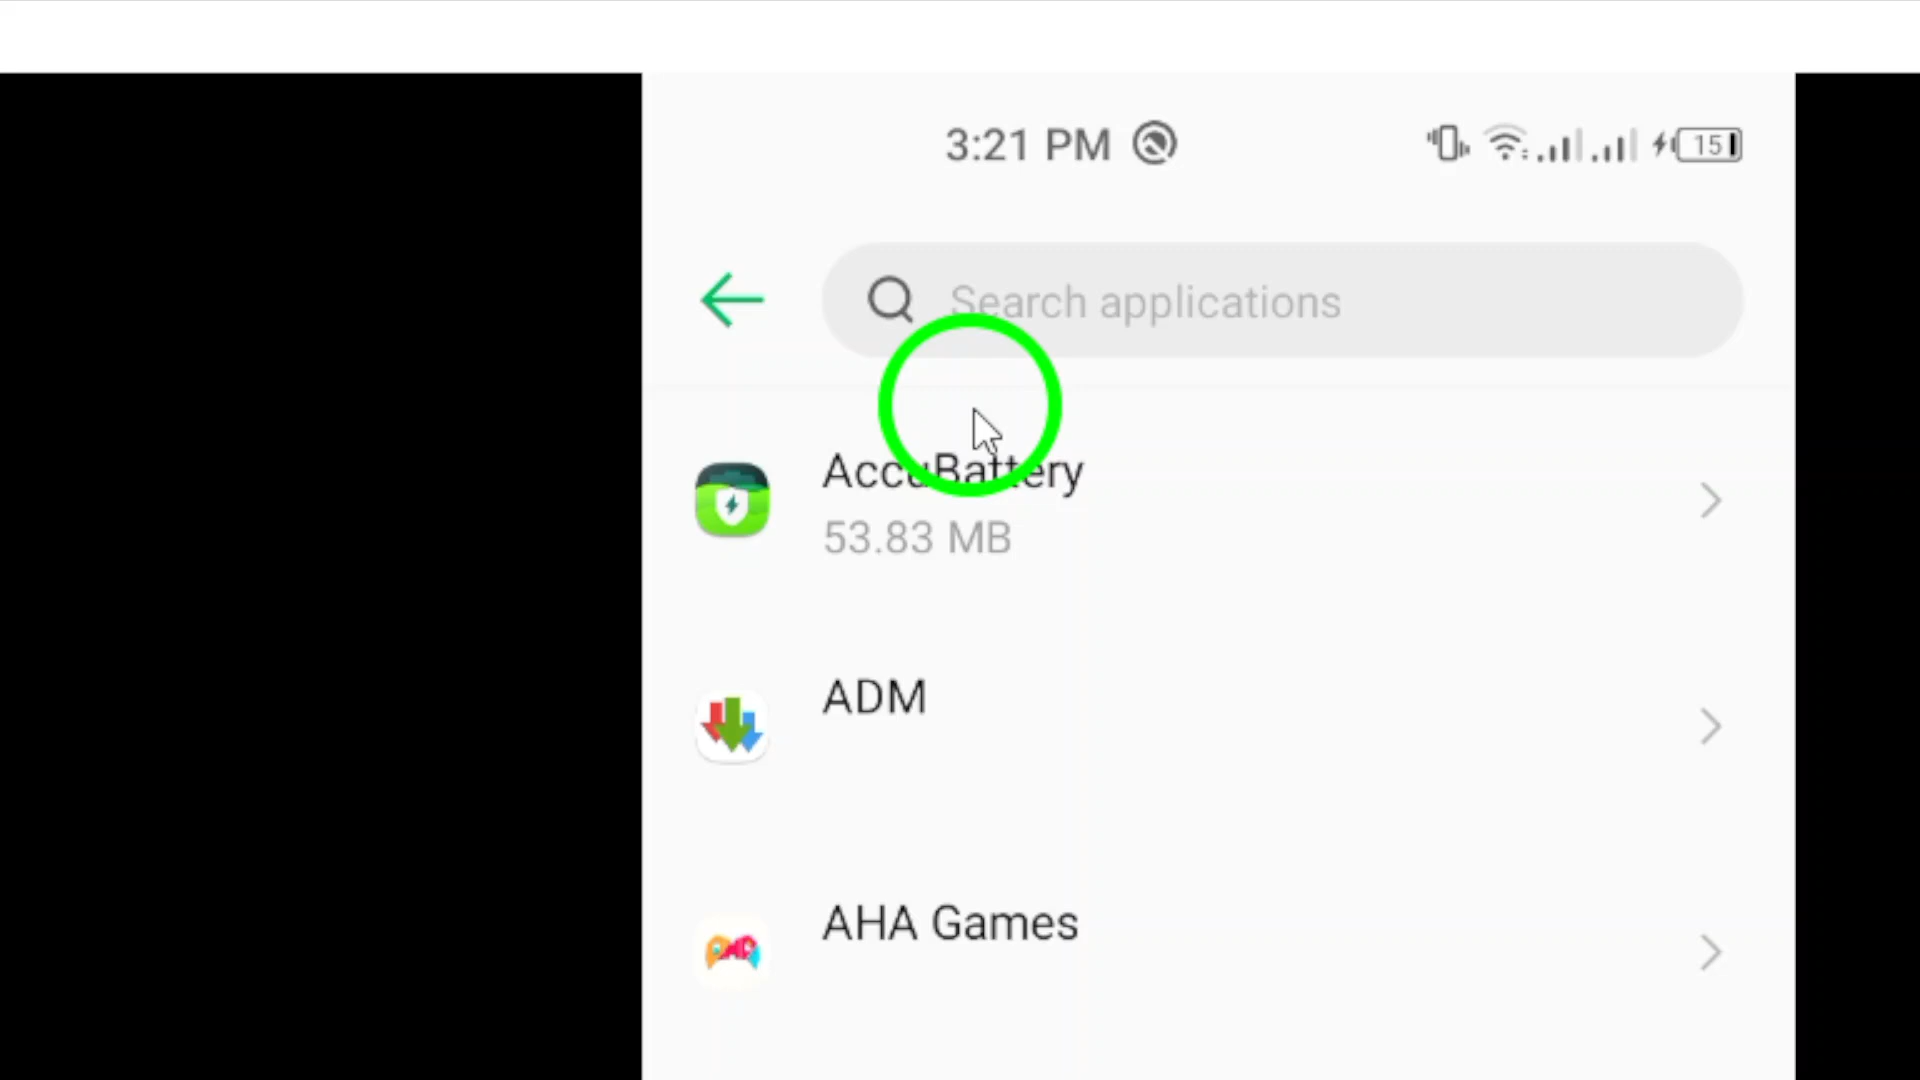 3:21 PM
15
Search applications
AccuBattery
53.83 MB
ADM
AHA Games